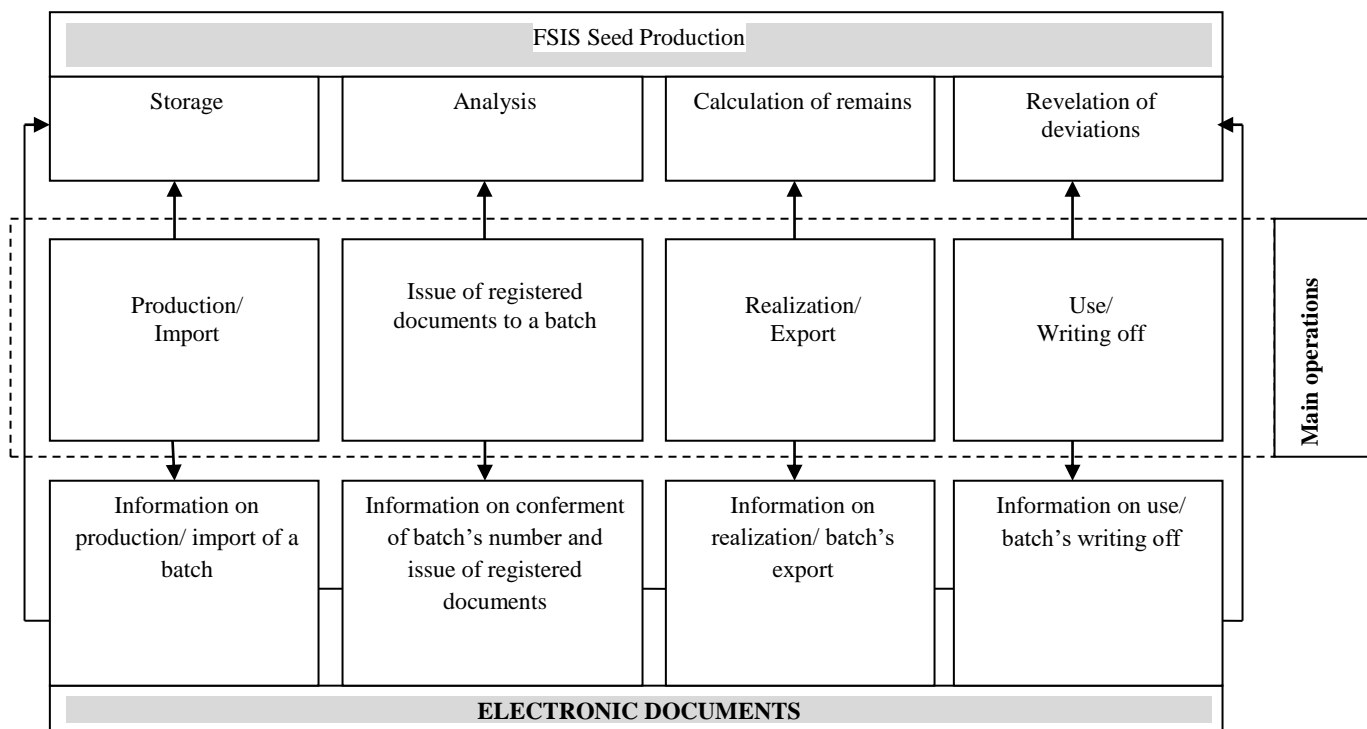 FSIS Seed Production
Storage
Analysis
Calculation of remains
Revelation of
deviations
Production/
Import
Issue of registered
documents to a batch
Realization/
Export
Use/
Writing off
Main operations
Information on
production/ import of a
batch
Information on conferment
of batch’s number and
issue of registered
documents
Information on
realization/ batch’s
export
Information on use/
batch’s writing off
ELECTRONIC DOCUMENTS